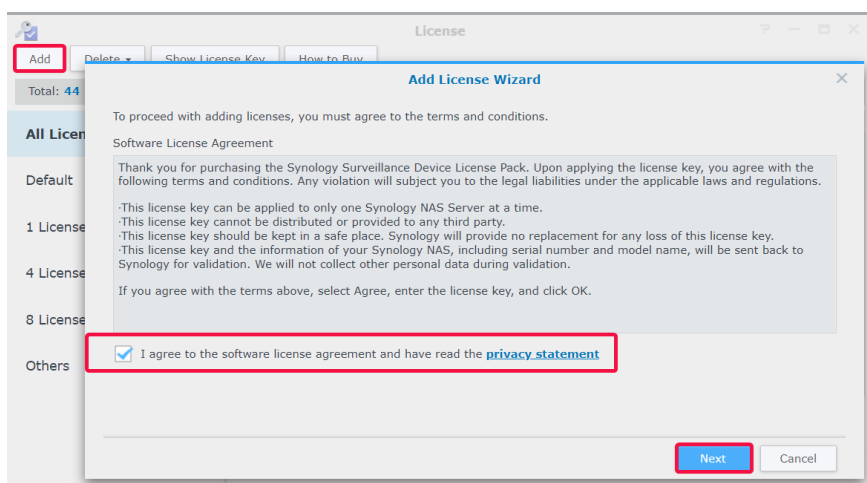 License
Add
Delete
Show License Key
How to Buy
Total: 44
Add License Wizard
All Licen
Default
1 License
4 License
8 License
Others
To proceed with adding licenses, you must agree to the terms and conditions.
Software License Agreement
Thank you for purchasing the Synology Surveillance Device License Pack. Upon applying the license key, you agree with the
following terms and conditions. Any violation will subject you to the legal liabilities under the applicable laws and regulations.
·This license key can be applied to only one Synology NAS Server at a time.
·This license key cannot be distributed or provided to any third party.
·This license key should be kept in a safe place. Synology will provide no replacement for any loss of this license key.
·This license key and the information of your Synology NAS, including serial number and model name, will be sent back to
Synology for validation. We will not collect other personal data during validation.
If you agree with the terms above, select Agree, enter the license key, and click OK.
I agree to the software license agreement and have read the privacy statement
Next
Cancel